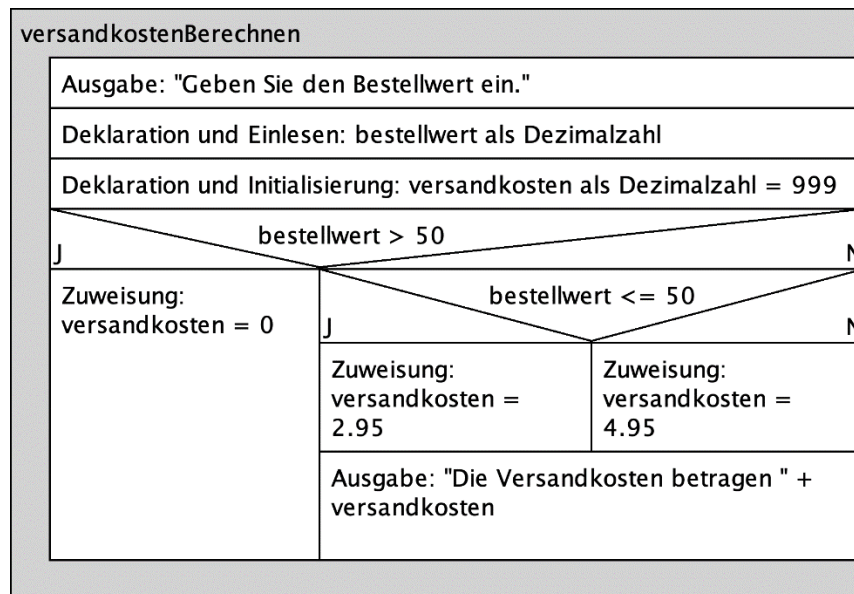 versandkostenBerechnen
Ausgabe: "Geben Sie den Bestellwert ein."
Deklaration und Einlesen: bestellwert als Dezimalzahl
Deklaration und Initialisierung: versandkosten als Dezimalzahl = 999
bestellwert > 50
J
N
Zuweisung:
versandkosten = 0
bestellwert <= 50
J
N
Zuweisung:
versandkosten =
2.95
Zuweisung:
versandkosten =
4.95
Ausgabe: "Die Versandkosten betragen " +
versandkosten